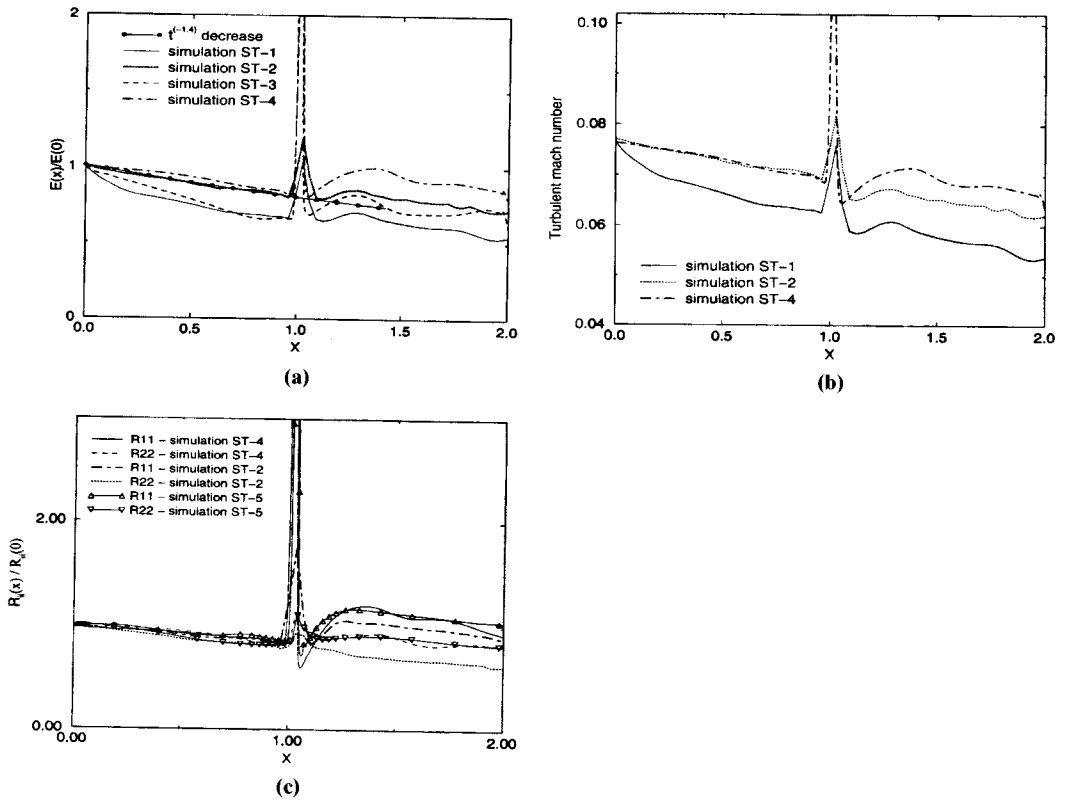 2
t(−1.4) decrease
simulation ST−1
simulation ST−2
simulation ST−3
simulation ST−4
E(x)/E(0)
1
0
0.0 0.5 1.0 1.5 2.0
X
(a)
0.10
0.08
Turbulent mach number
0.06
simulation ST−1
simulation ST−2
simulation ST−4
0.04
0.0 0.5 1.0 1.5 2.0
X
(b)
R11 − simulation ST−4
R22 − simulation ST−4
R11 − simulation ST−2
R22 − simulation ST−2
R11 − simulation ST−5
R22 − simulation ST−5
2.00
Rii(x) / Rii(0)
1.00
0.00
0.00 1.00 2.00
X
(c)